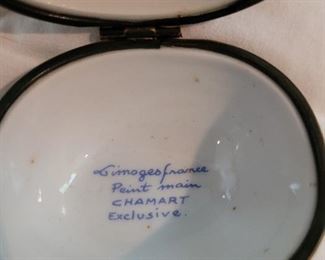 Limoges france
Peint main
CHAMART
Exclusive.